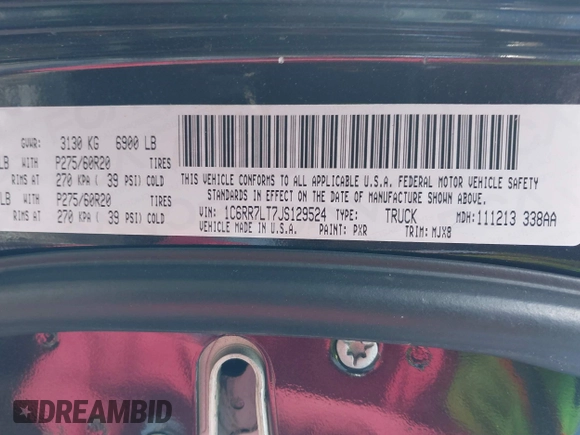 GVWR: 3130 KG 6900 LB
LB WITH P275/60R20 TIRES
RIMS AT 270 KPA ( 39 PSI) COLD
LB WITH P275/60R20 TIRES
RIMS AT 270 KPA ( 39 PSI) COLD
THIS VEHICLE CONFORMS TO ALL APPLICABLE U.S.A. FEDERAL MOTOR VEHICLE SAFETY
STANDARDS IN EFFECT ON THE DATE OF MANUFACTURE SHOWN ABOVE.
VIN: 1C6RR7LT7JS129524 TYPE: TRUCK MDH: 111213 338AA
VEHICLE MADE IN U.S.A. PAINT: PXR TRIM: MJX8
DREAMBID